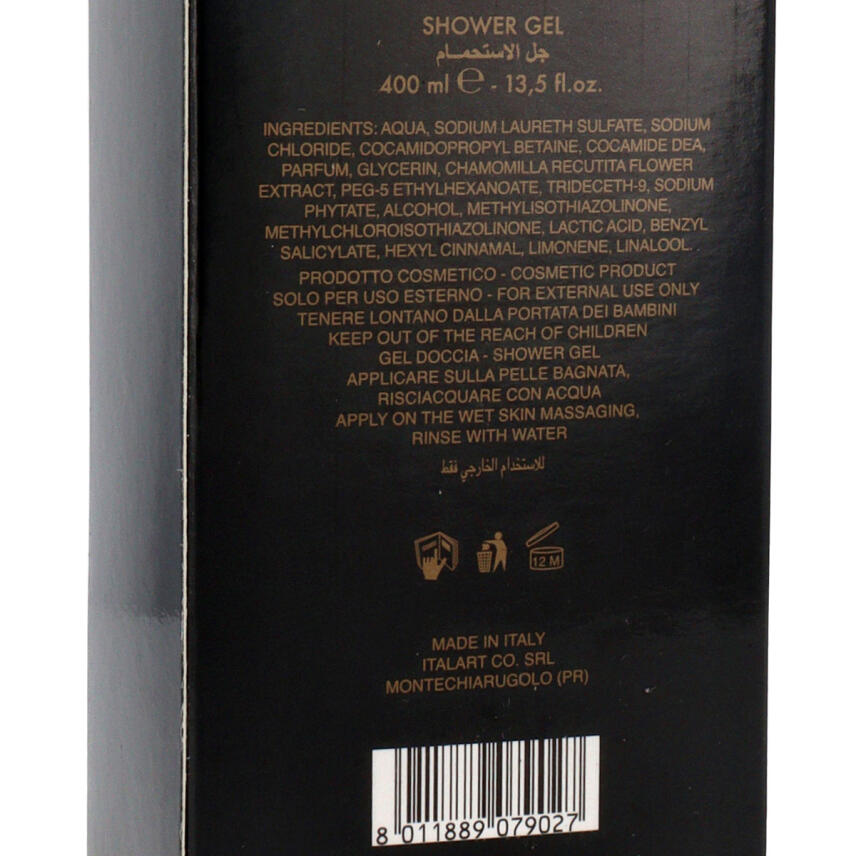 SHOWER GEL
جل الاستحمام
400 ml ℮ - 13,5 fl.oz.
INGREDIENTS: AQUA, SODIUM LAURETH SULFATE, SODIUM
CHLORIDE, COCAMIDOPROPYL BETAINE, COCAMIDE DEA,
PARFUM, GLYCERIN, CHAMOMILLA RECUTITA FLOWER
EXTRACT, PEG-5 ETHYLHEXANOATE, TRIDECETH-9, SODIUM
PHYTATE, ALCOHOL, METHYLISOTHIAZOLINONE,
METHYLCHLOROISOTHIAZOLINONE, LACTIC ACID, BENZYL
SALICYLATE, HEXYL CINNAMAL, LIMONENE, LINALOOL.
PRODOTTO COSMETICO - COSMETIC PRODUCT
SOLO PER USO ESTERNO - FOR EXTERNAL USE ONLY
TENERE LONTANO DALLA PORTATA DEI BAMBINI
KEEP OUT OF THE REACH OF CHILDREN
GEL DOCCIA - SHOWER GEL
APPLICARE SULLA PELLE BAGNATA,
RISCIACQUARE CON ACQUA
APPLY ON THE WET SKIN MASSAGING,
RINSE WITH WATER
للاستخدام الخارجي فقط
12 M
MADE IN ITALY
ITALART CO. SRL
MONTECHIARUGOLO (PR)
8 011889 079027